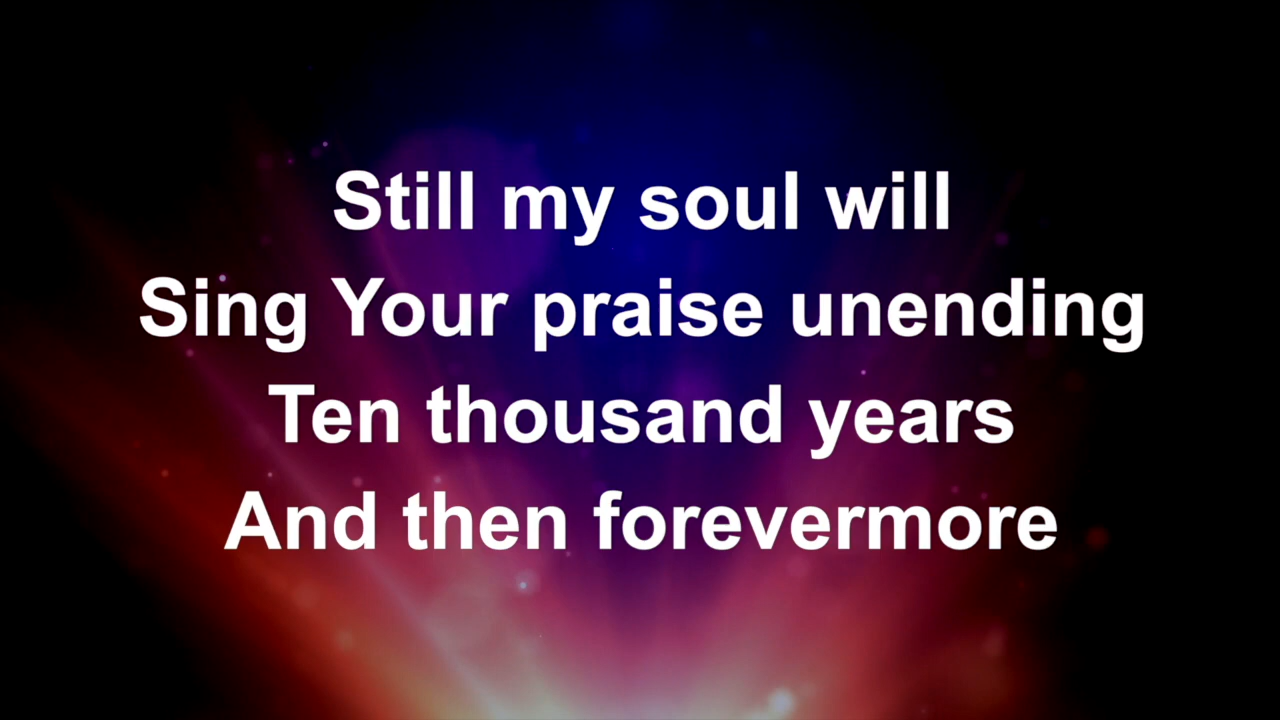 Still my soul will
Sing Your praise unending
Ten thousand years
And then forevermore